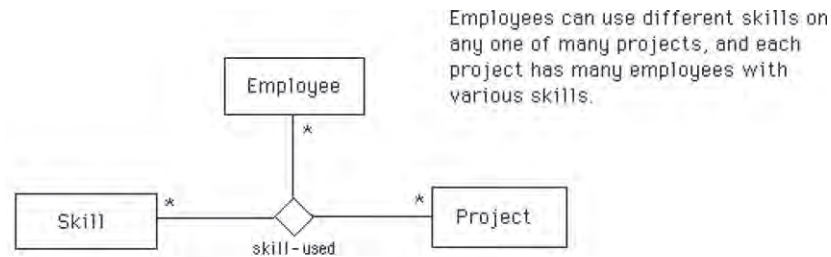 Employees can use different skills on
any one of many projects, and each
project has many employees with
various skills.
Employee
*
*
*
Skill
Project
skill-used